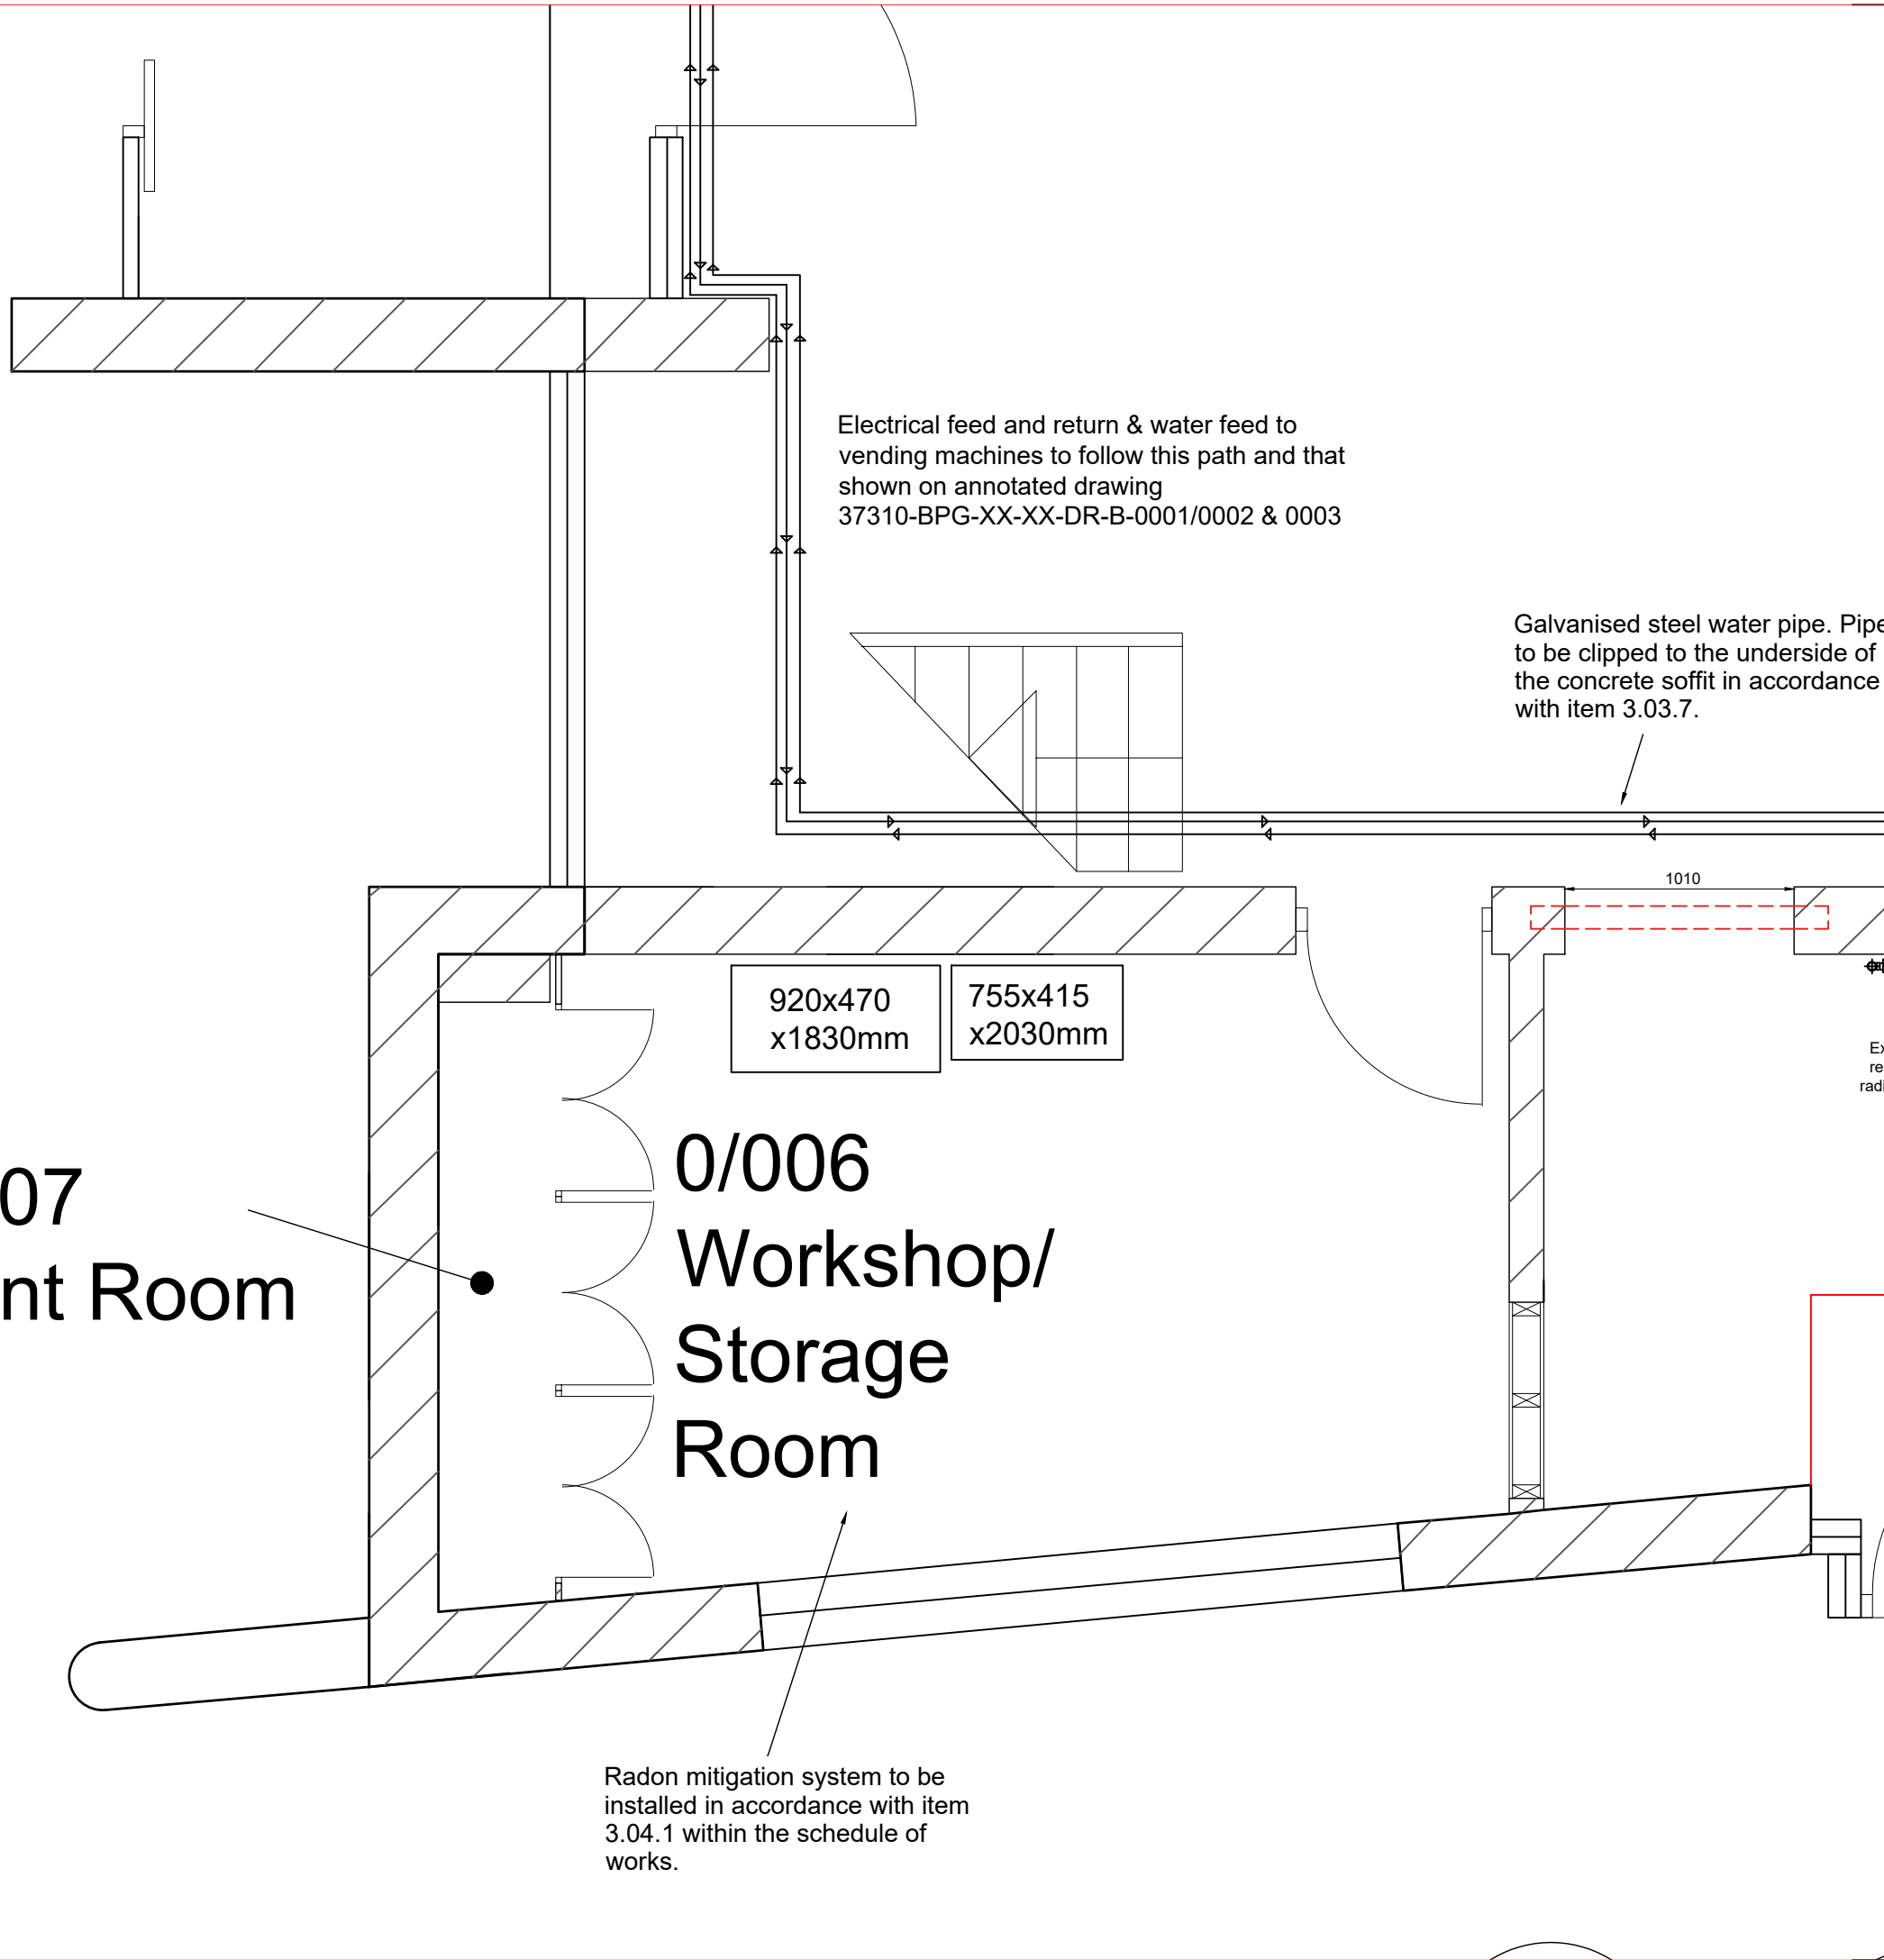 Electrical feed and return & water feed to
vending machines to follow this path and that
shown on annotated drawing
37310-BPG-XX-XX-DR-B-0001/0002 & 0003
Galvanised steel water pipe. Pipe
to be clipped to the underside of
the concrete soffit in accordance
with item 3.03.7.
1010
920x470
x1830mm
755x415
x2030mm
07
nt Room
0/006
Workshop/
Storage
Room
Ex
re
radi
Radon mitigation system to be
installed in accordance with item
3.04.1 within the schedule of
works.